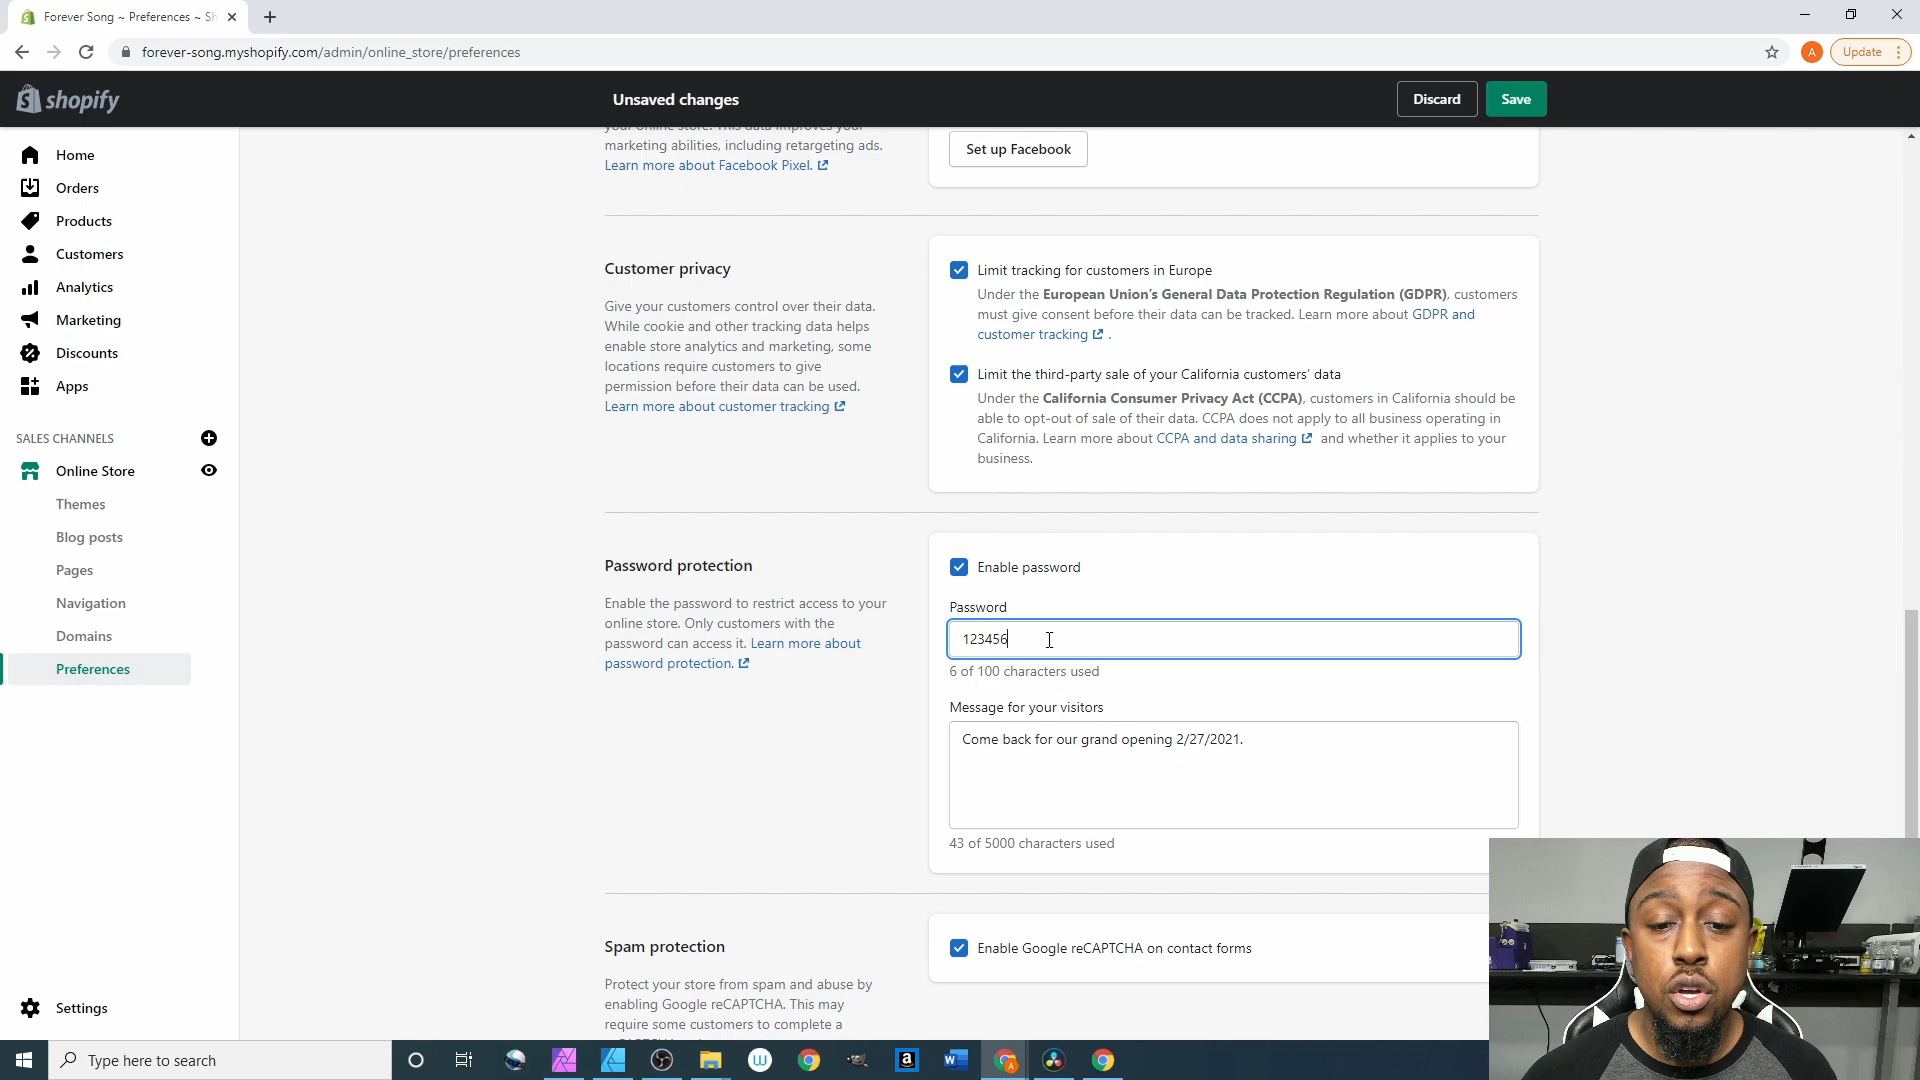 Forever Song ~ Preferences ~ Sh
forever-song.myshopify.com/admin/online_store/preferences
A
Update
shopify
Unsaved changes
Discard
Save
Home
Orders
Products
Customers
Analytics
Marketing
Discounts
Apps
SALES CHANNELS
Online Store
Themes
Blog posts
Pages
Navigation
Domains
Preferences
Settings
your online store. This data improves your
marketing abilities, including retargeting ads.
Learn more about Facebook Pixel.
Set up Facebook
Customer privacy
Give your customers control over their data.
While cookie and other tracking data helps
enable store analytics and marketing, some
locations require customers to give
permission before their data can be used.
Learn more about customer tracking
Limit tracking for customers in Europe
Under the European Union's General Data Protection Regulation (GDPR), customers
must give consent before their data can be tracked. Learn more about GDPR and
customer tracking .
Limit the third-party sale of your California customers' data
Under the California Consumer Privacy Act (CCPA), customers in California should be
able to opt-out of sale of their data. CCPA does not apply to all business operating in
California. Learn more about CCPA and data sharing and whether it applies to your
business.
Password protection
Enable the password to restrict access to your
online store. Only customers with the
password can access it. Learn more about
password protection.
Enable password
Password
123456
6 of 100 characters used
Message for your visitors
Come back for our grand opening 2/27/2021.
43 of 5000 characters used
Spam protection
Protect your store from spam and abuse by
enabling Google reCAPTCHA. This may
require some customers to complete a
Enable Google reCAPTCHA on contact forms
Type here to search